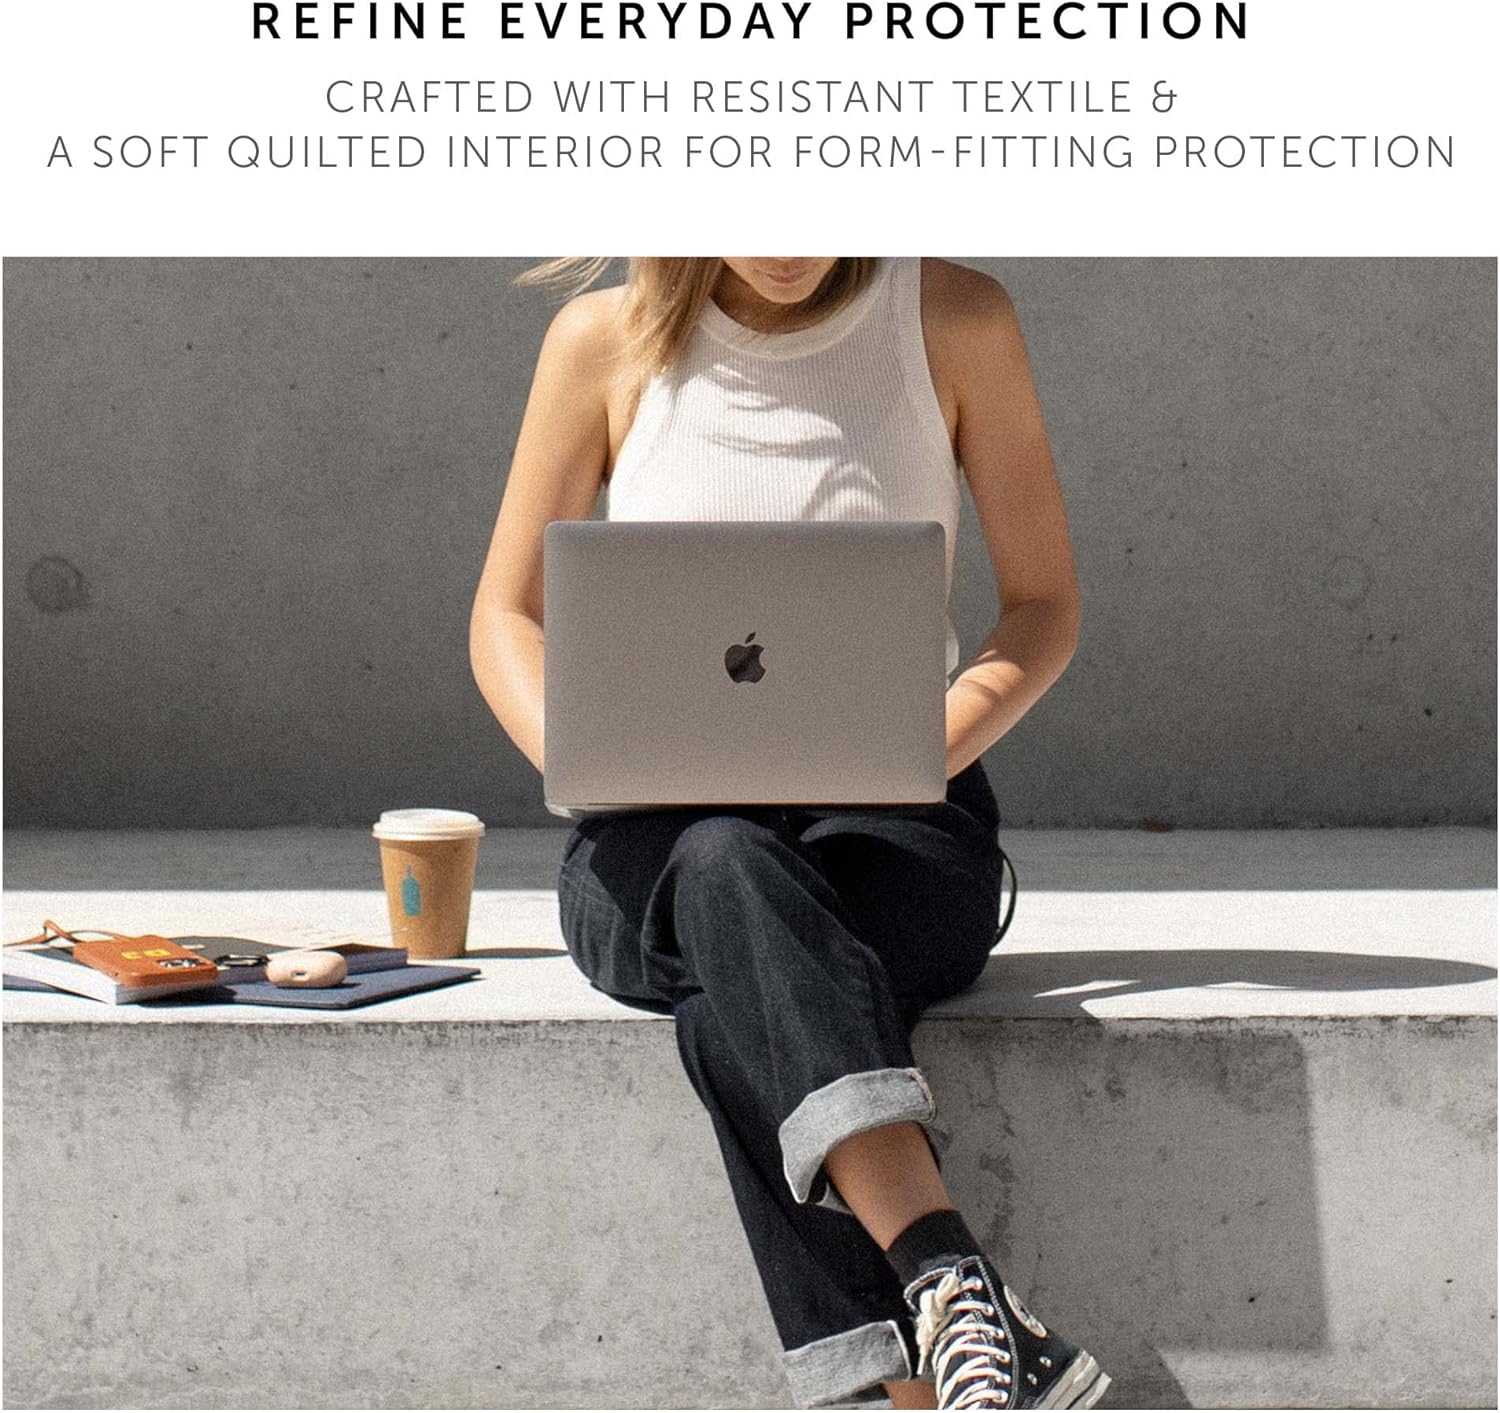 REFINE EVERYDAY PROTECTION
CRAFTED WITH RESISTANT TEXTILE &
A SOFT QUILTED INTERIOR FOR FORM-FITTING PROTECTION